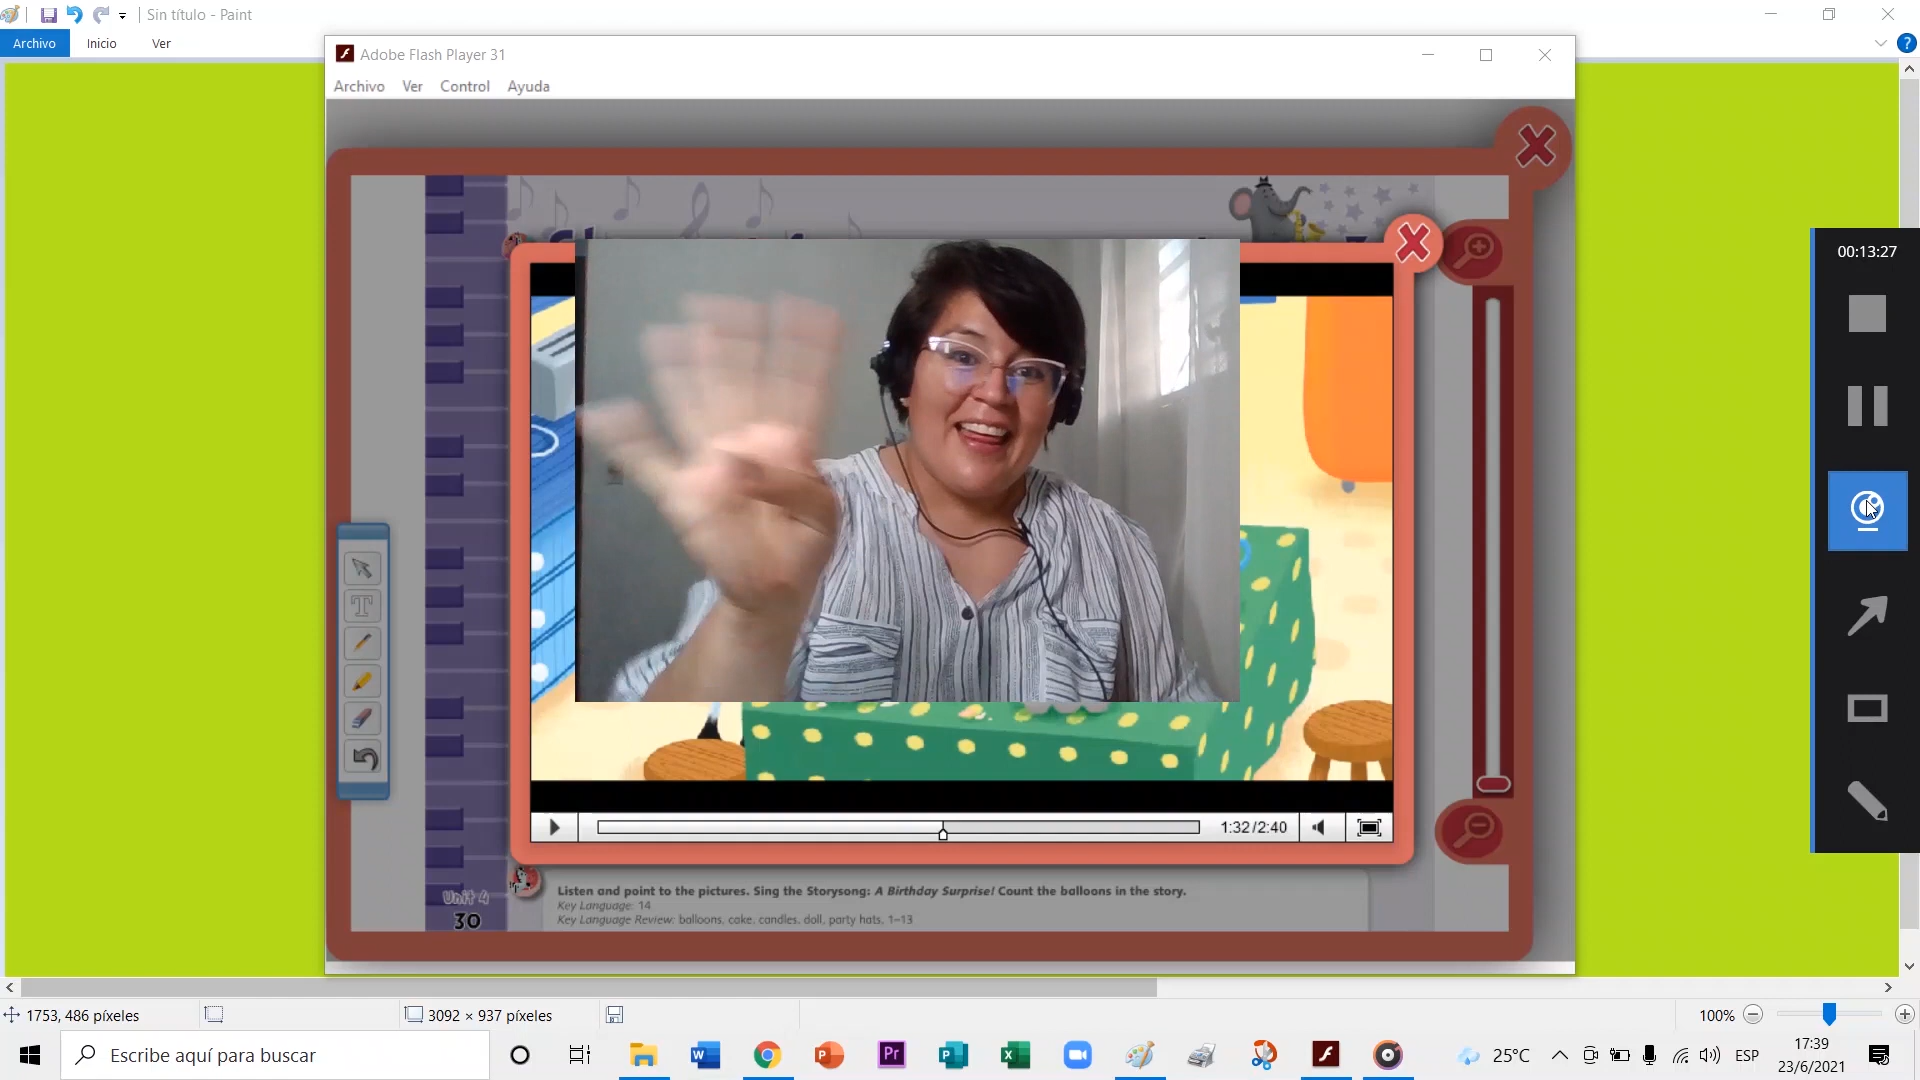 Sin título - Paint
Archivo Inicio Ver
?
Adobe Flash Player 31
Archivo Ver Control Ayuda
00:13:27
T
1:32/2:40
Listen and point to the pictures. Sing the Storysong: A Birthday Surprise! Count the balloons in the story.
Key Language: 14
Key Language Review: balloons, cake, candles, doll, party hats, 1–13
Unit 4
30
1753, 486 píxeles
3092 × 937 píxeles
100%
Escribe aquí para buscar
W
P
Pr
P
X
25°C
ESP
17:39
23/6/2021